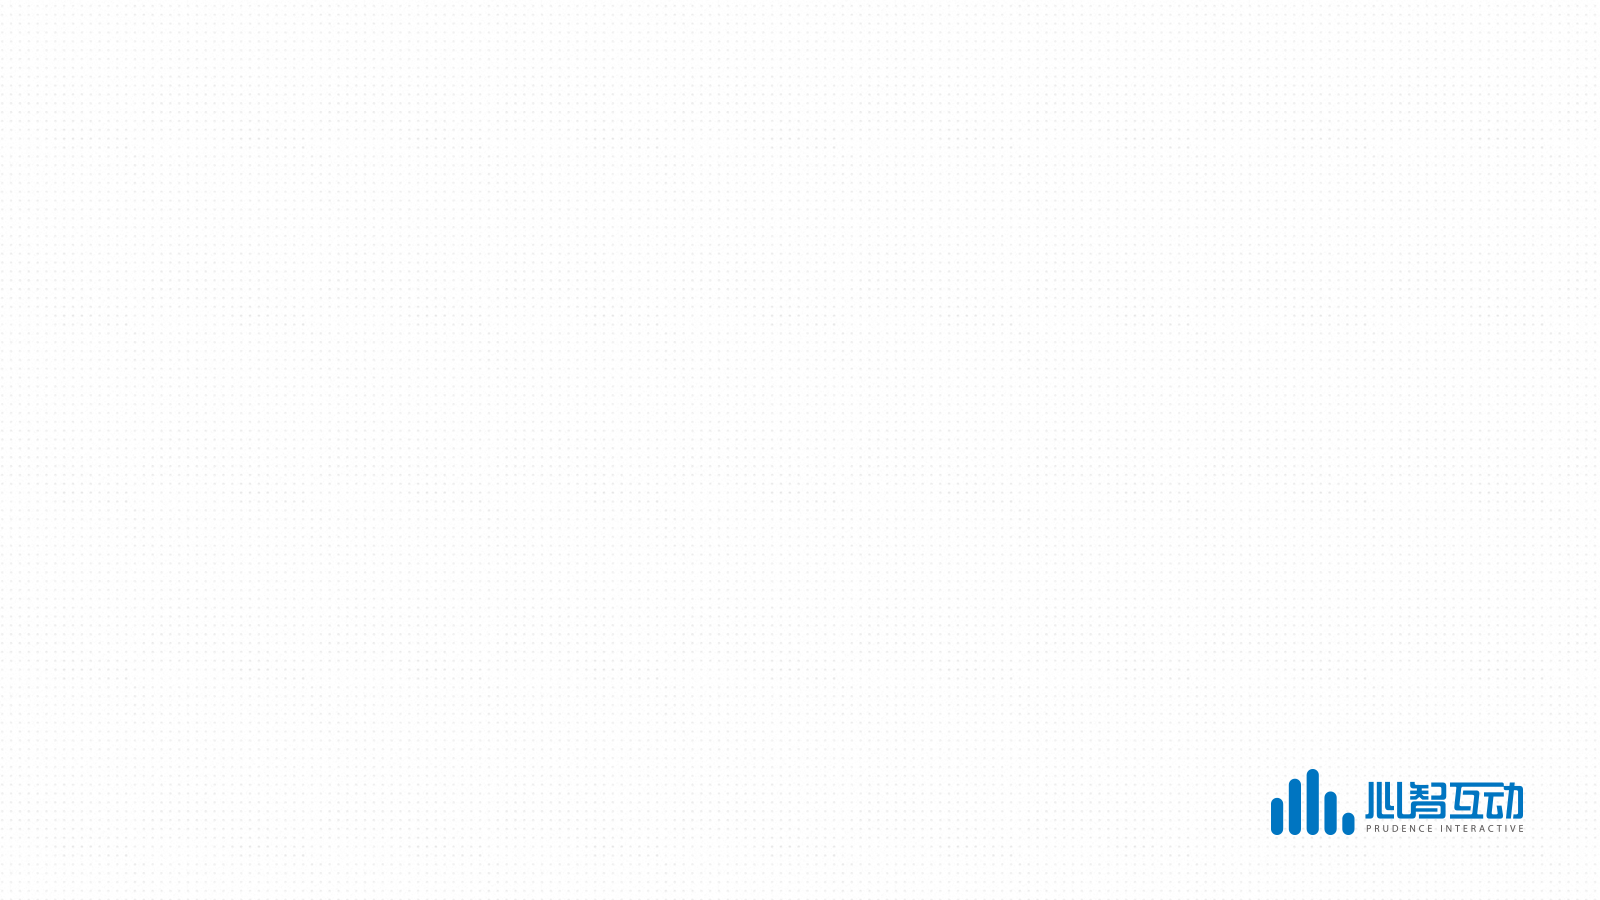 心智互动
PRUDENCE INTERACTIVE